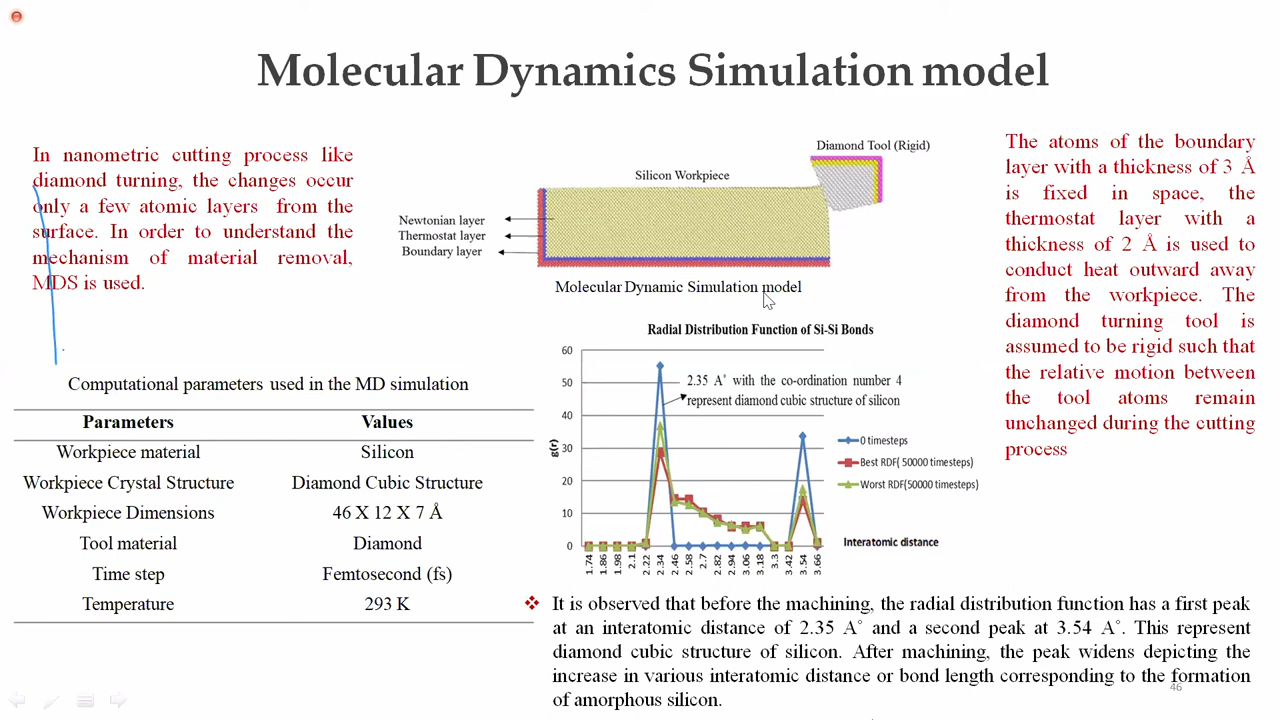 Molecular Dynamics Simulation model
In nanometric cutting process like
diamond turning, the changes occur
only a few atomic layers from the
surface. In order to understand the
mechanism of material removal,
MDS is used.
Diamond Tool (Rigid)
Silicon Workpiece
Newtonian layer
Thermostat layer
Boundary layer
Molecular Dynamic Simulation model
The atoms of the boundary
layer with a thickness of 3 Å
is fixed in space, the
thermostat layer with a
thickness of 2 Å is used to
conduct heat outward away
from the workpiece. The
diamond turning tool is
assumed to be rigid such that
the relative motion between
the tool atoms remain
unchanged during the cutting
process
Computational parameters used in the MD simulation
Parameters Values
Workpiece material Silicon
Workpiece Crystal Structure Diamond Cubic Structure
Workpiece Dimensions 46 X 12 X 7 Å
Tool material Diamond
Time step Femtosecond (fs)
Temperature 293 K
Radial Distribution Function of Si-Si Bonds
60
50
40
30
20
10
0
g(r)
2.35 A˚ with the co-ordination number 4
represent diamond cubic structure of silicon
0 timesteps
Best RDF( 50000 timesteps)
Worst RDF(50000 timesteps)
Interatomic distance
1.74 1.86 1.98 2.1 2.22 2.34 2.46 2.58 2.7 2.82 2.94 3.06 3.18 3.3 3.42 3.54 3.66
❖ It is observed that before the machining, the radial distribution function has a first peak
at an interatomic distance of 2.35 A˚ and a second peak at 3.54 A˚. This represent
diamond cubic structure of silicon. After machining, the peak widens depicting the
increase in various interatomic distance or bond length corresponding to the formation
of amorphous silicon.
46